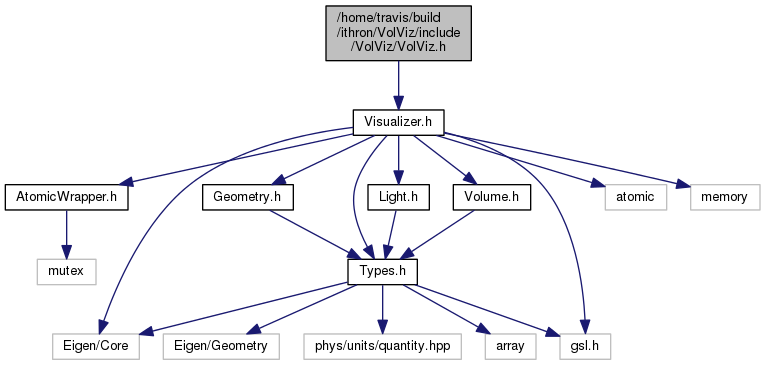 /home/travis/build
/ithron/VolViz/include
/VolViz/VolViz.h
Visualizer.h
AtomicWrapper.h
Geometry.h
Light.h
Volume.h
atomic
memory
mutex
Types.h
Eigen/Core
Eigen/Geometry
phys/units/quantity.hpp
array
gsl.h